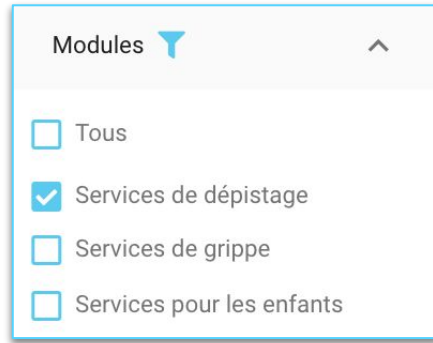 Modules
Tous
Services de dépistage
Services de grippe
Services pour les enfants